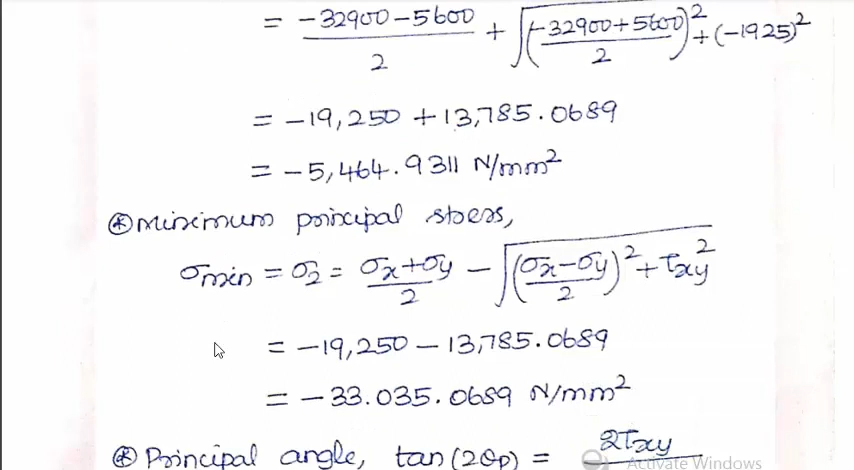 = -32900-5600/2 + √(-32900+5600/2)² + (-1925)²
= -19,250 + 13,785.0689
= -5,464.9311 N/mm²
⊛ Minimum principal stress,
σmin = σ2 = σx+σy/2 - √(σx-σy/2)² + τxy²
= -19,250 - 13,785.0689
= -33.035.0689 N/mm²
⊛ Principal angle, tan(2θp) = 2τxy
Activate Windows